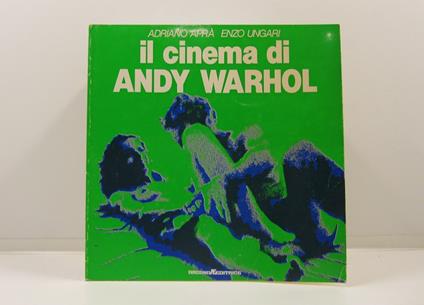 ADRIANO APRÀ ENZO UNGARI
il cinema di
ANDY WARHOL